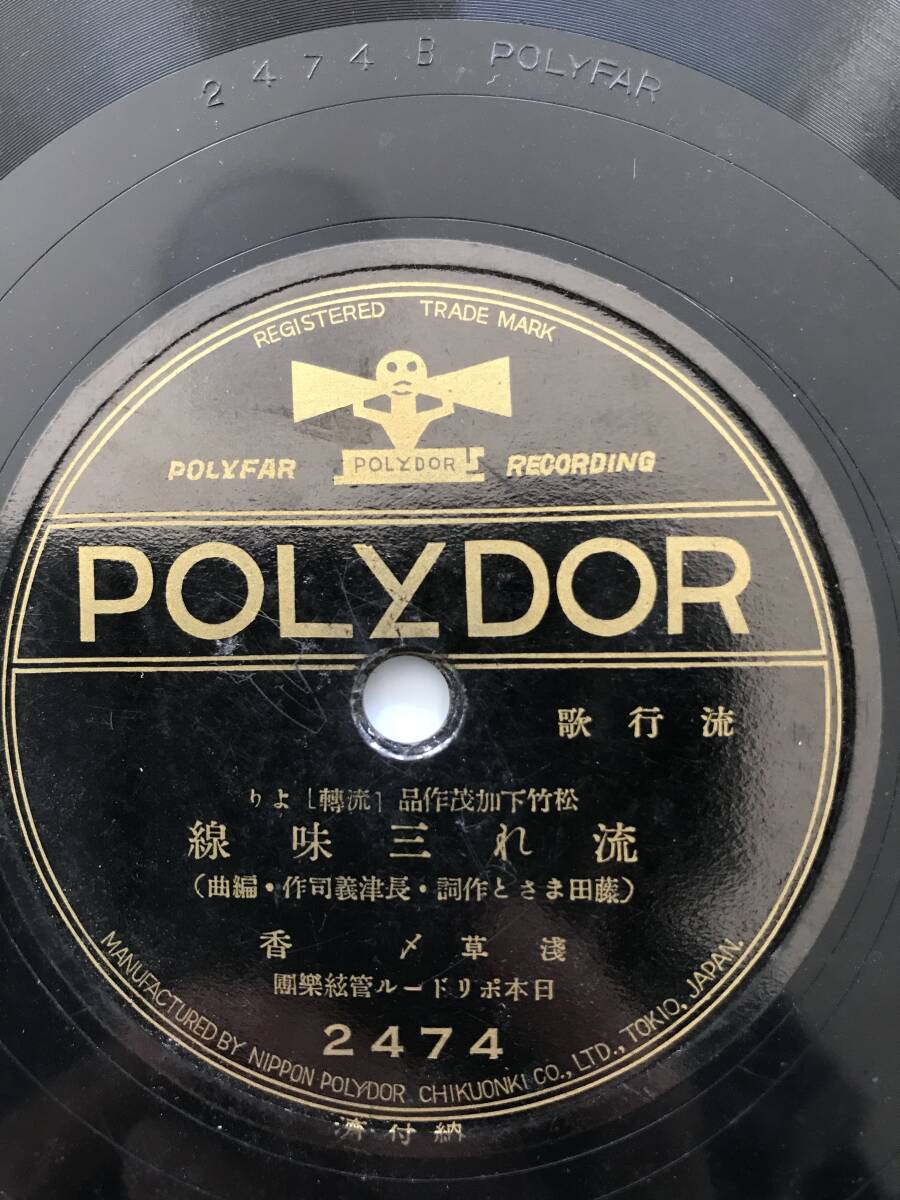 2474 B POLYFAR
REGISTERED TRADE MARK
POLYFAR POLYDOR RECORDING
POLYDOR
流行歌
松竹下加茂作品「流轉」より
流れ三味線
(藤田まさと作詞・長津義司作・編曲)
淺草〆香
日本ポリドール管絃樂團
2474
MANUFACTURED BY NIPPON POLYDOR CHIKUONKI CO., LTD., TOKIO, JAPAN.
納付濟